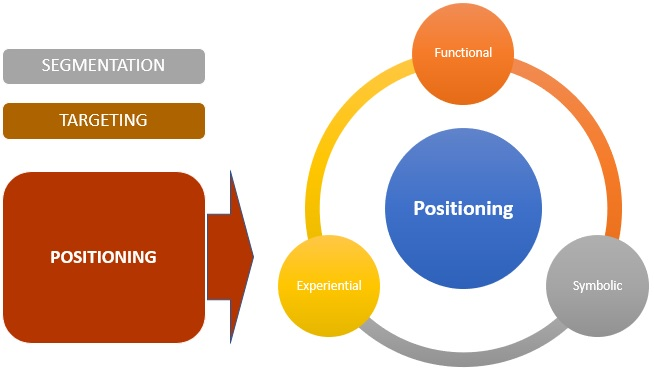 SEGMENTATION
TARGETING
POSITIONING
Functional
Positioning
Experiential
Symbolic